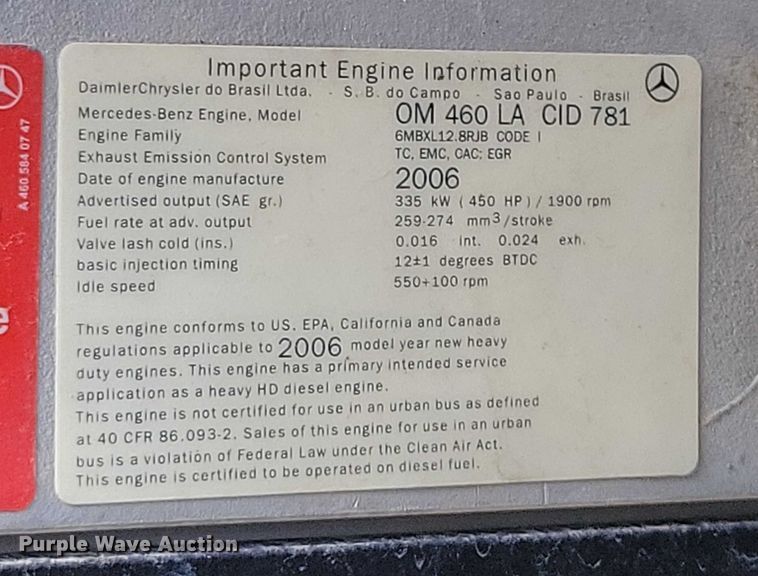 Important Engine Information
DaimlerChrysler do Brasil Ltda. - S. B. do Campo - Sao Paulo - Brasil
Mercedes-Benz Engine, Model OM 460 LA CID 781
Engine Family 6MBXL12.8RJB CODE I
Exhaust Emission Control System TC, EMC, CAC; EGR
Date of engine manufacture 2006
Advertised output (SAE gr.) 335 kW ( 450 HP ) / 1900 rpm
Fuel rate at adv. output 259-274 mm3/stroke
Valve lash cold (ins.) 0.016 int. 0.024 exh.
basic injection timing 12±1 degrees BTDC
Idle speed 550+100 rpm
This engine conforms to US. EPA, California and Canada
regulations applicable to 2006 model year new heavy
duty engines. This engine has a primary intended service
application as a heavy HD diesel engine.
This engine is not certified for use in an urban bus as defined
at 40 CFR 86.093-2. Sales of this engine for use in an urban
bus is a violation of Federal Law under the Clean Air Act.
This engine is certified to be operated on diesel fuel.
A 460 584 07 47
Purple Wave Auction